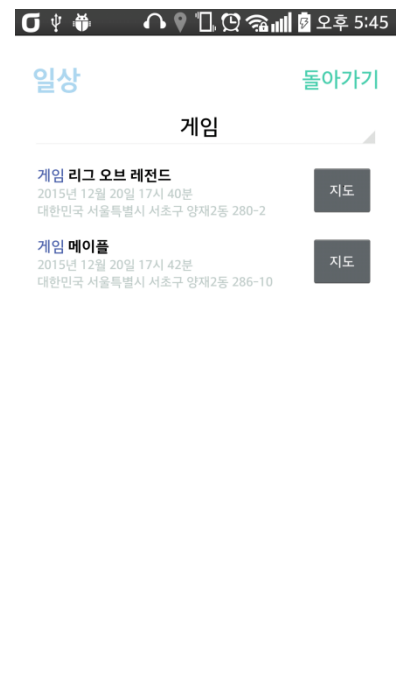 오후 5:45
일상 돌아가기
게임
게임 리그 오브 레전드
2015년 12월 20일 17시 40분
대한민국 서울특별시 서초구 양재2동 280-2
지도
게임 메이플
2015년 12월 20일 17시 42분
대한민국 서울특별시 서초구 양재2동 286-10
지도